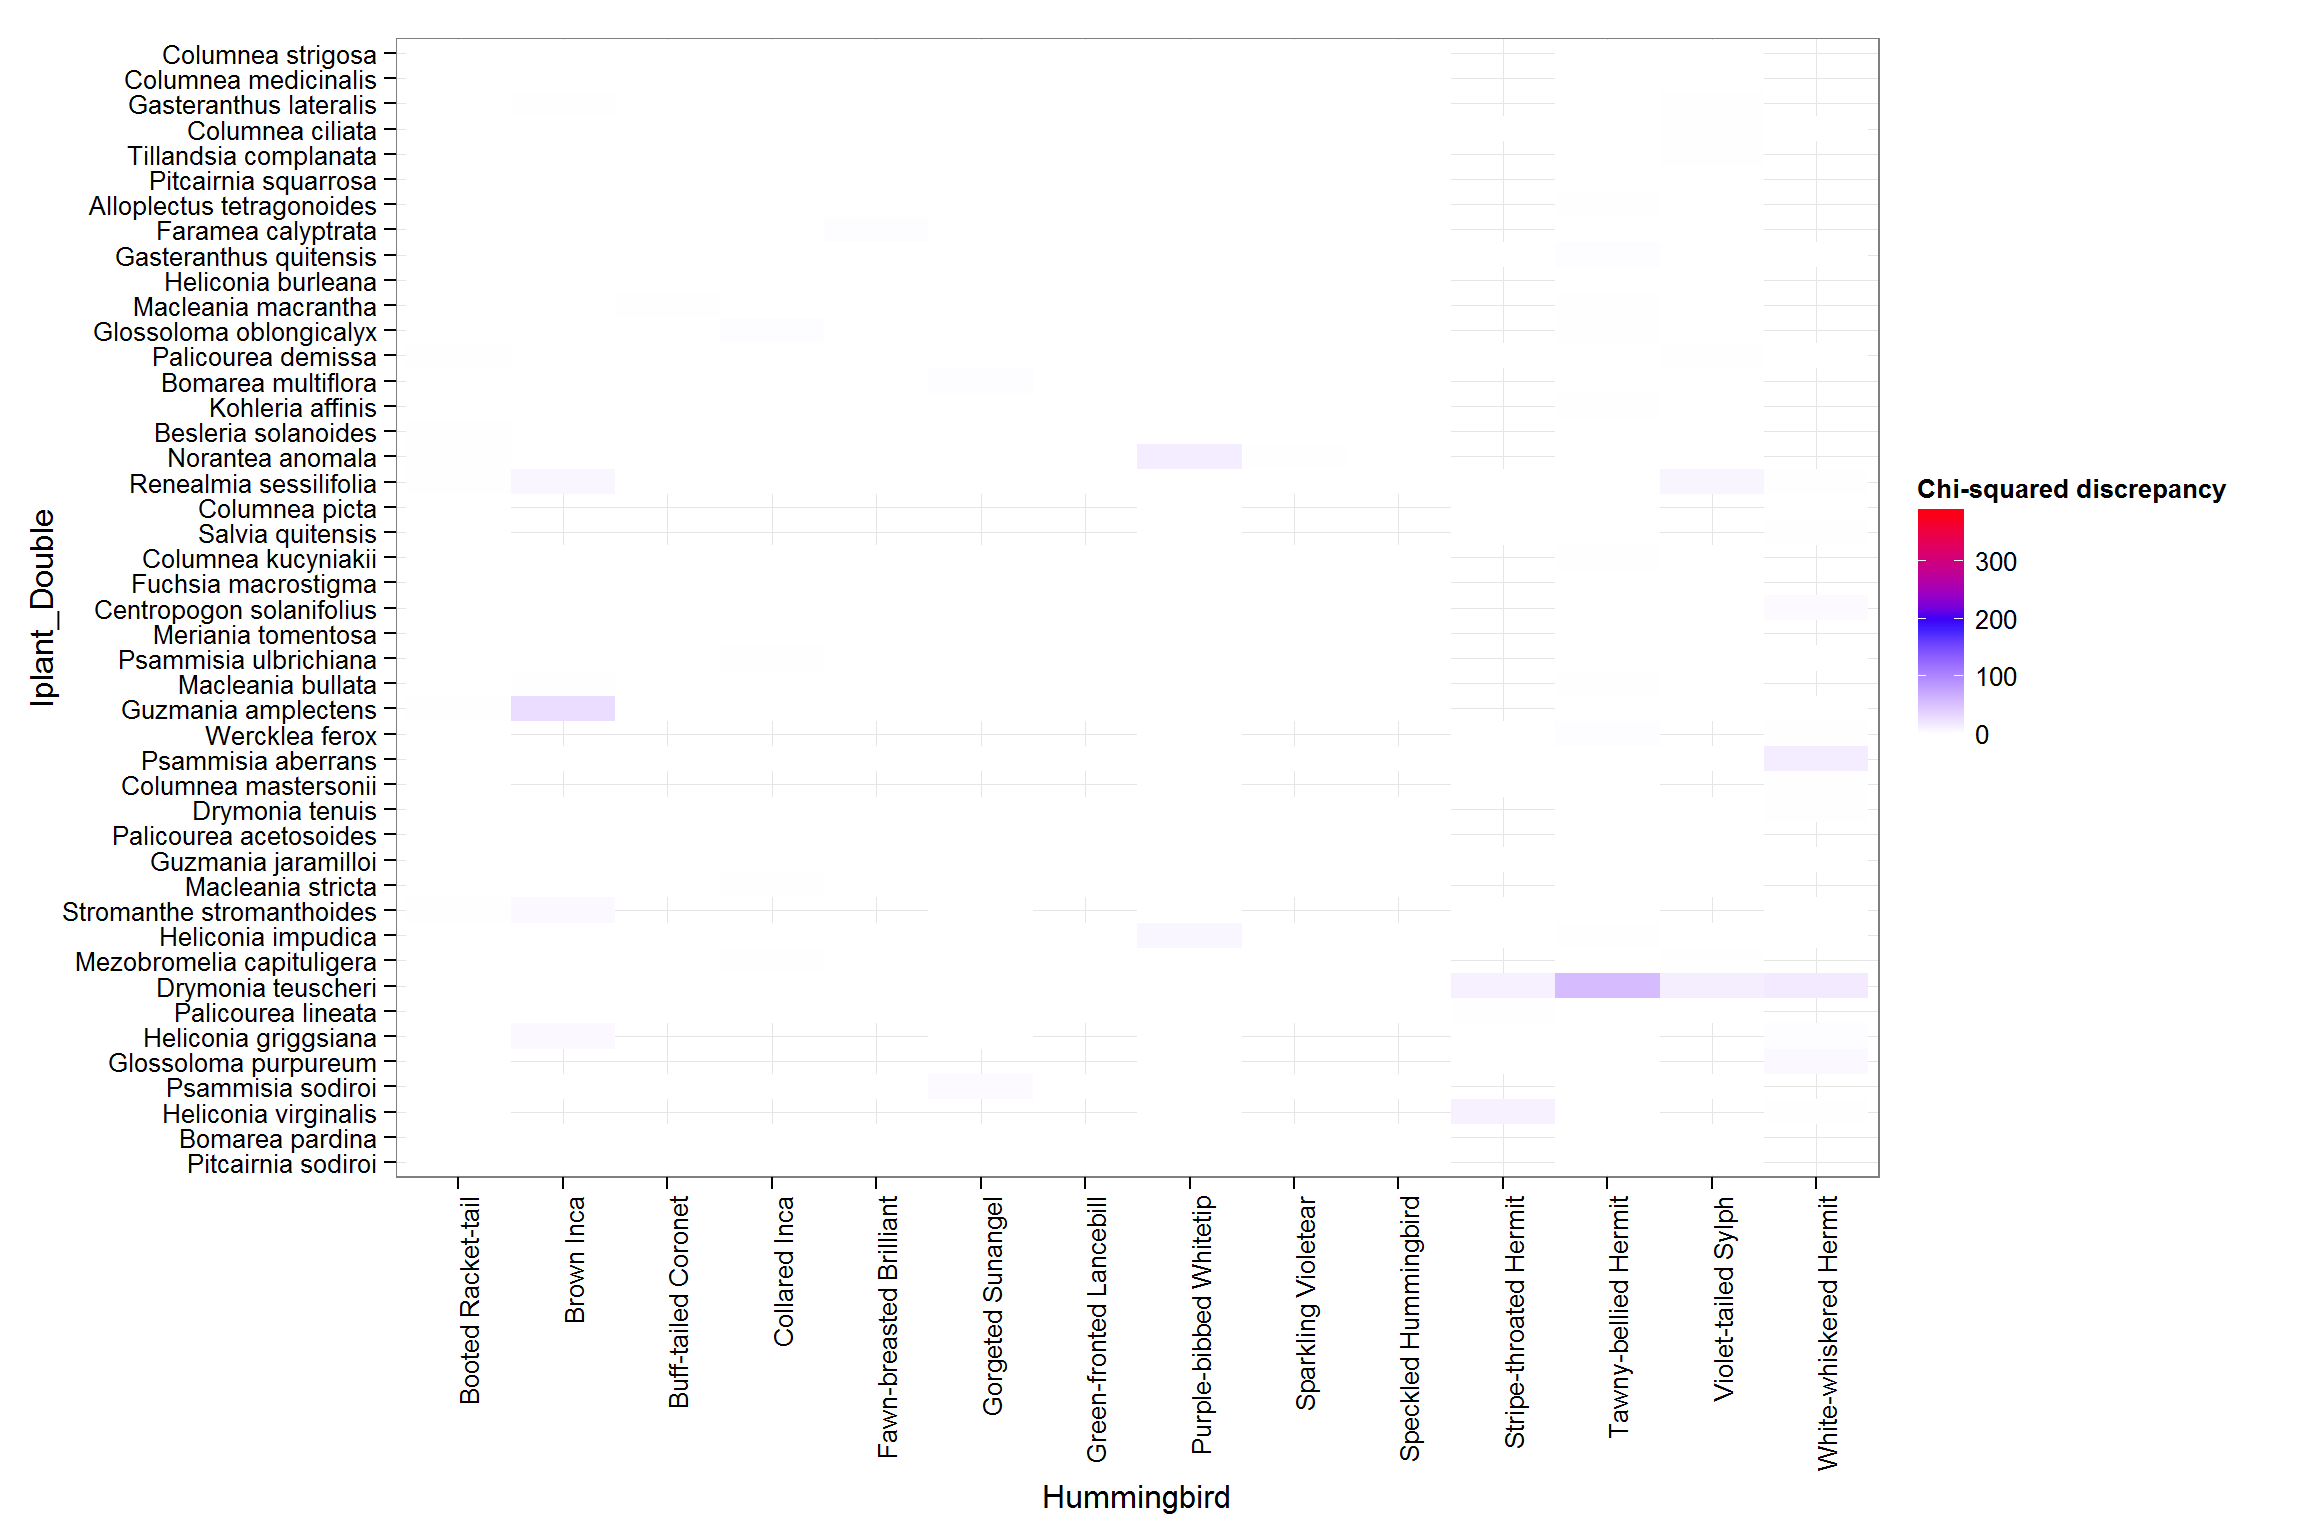 Columnea strigosa
Columnea medicinalis
Gasteranthus lateralis
Columnea ciliata
Tillandsia complanata
Pitcairnia squarrosa
Alloplectus tetragonoides
Faramea calyptrata
Gasteranthus quitensis
Heliconia burleana
Macleania macrantha
Glossoloma oblongicalyx
Palicourea demissa
Bomarea multiflora
Kohleria affinis
Besleria solanoides
Norantea anomala
Renealmia sessilifolia
Columnea picta
Salvia quitensis
Columnea kucyniakii
Fuchsia macrostigma
Centropogon solanifolius
Meriania tomentosa
Psammisia ulbrichiana
Macleania bullata
Guzmania amplectens
Wercklea ferox
Psammisia aberrans
Columnea mastersonii
Drymonia tenuis
Palicourea acetosoides
Guzmania jaramilloi
Macleania stricta
Stromanthe stromanthoides
Heliconia impudica
Mezobromelia capituligera
Drymonia teuscheri
Palicourea lineata
Heliconia griggsiana
Glossoloma purpureum
Psammisia sodiroi
Heliconia virginalis
Bomarea pardina
Pitcairnia sodiroi
Iplant_Double
Booted Racket-tail
Brown Inca
Buff-tailed Coronet
Collared Inca
Fawn-breasted Brilliant
Gorgeted Sunangel
Green-fronted Lancebill
Purple-bibbed Whitetip
Sparkling Violetear
Speckled Hummingbird
Stripe-throated Hermit
Tawny-bellied Hermit
Violet-tailed Sylph
White-whiskered Hermit
Hummingbird
Chi-squared discrepancy
300
200
100
0